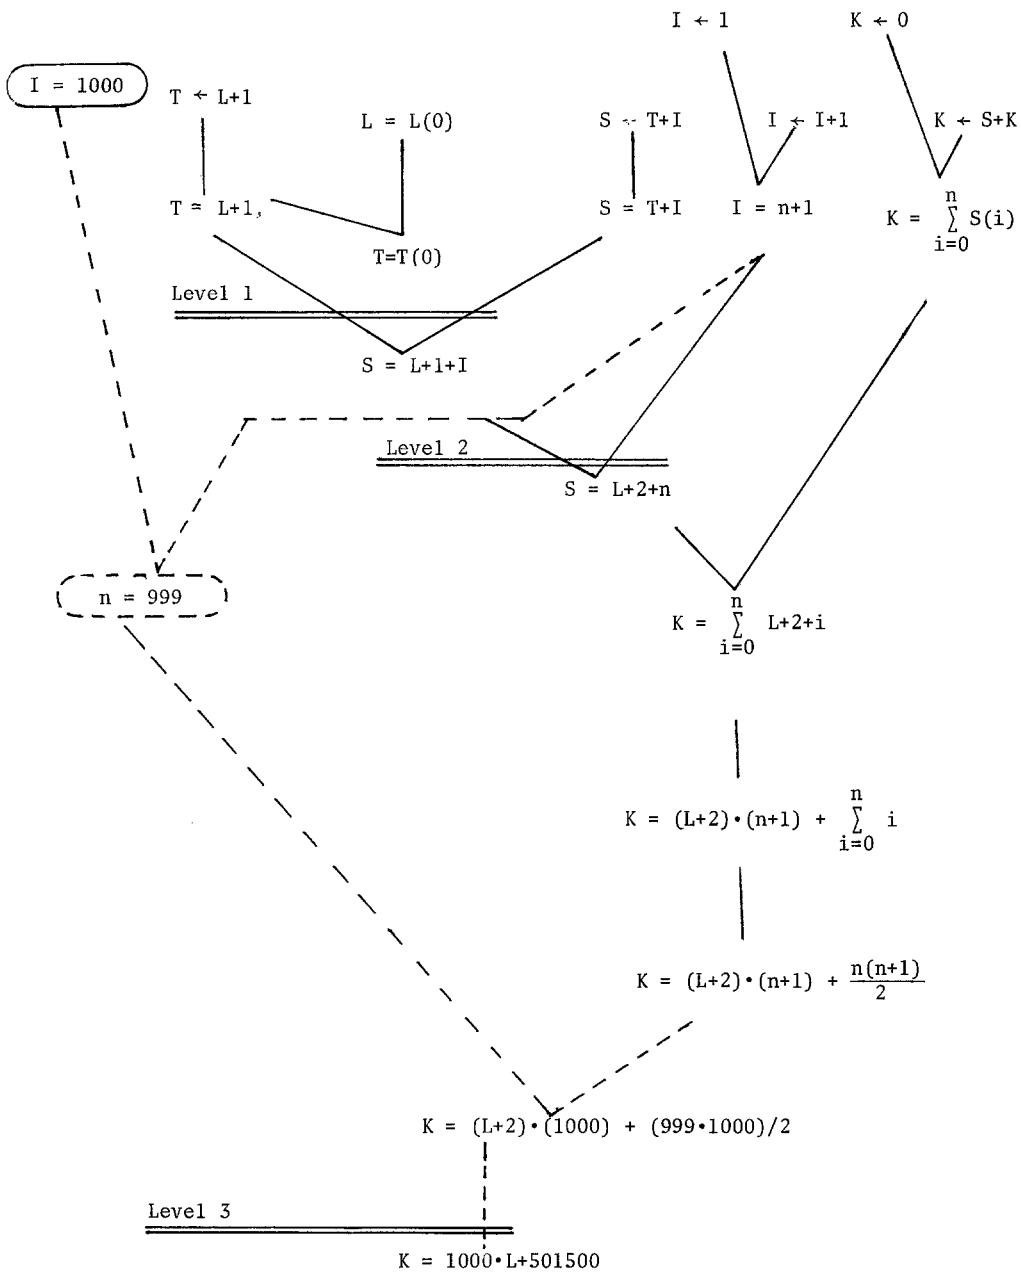 I ← 1
K ← 0
I = 1000
T ← L+1
L = L(0)
S ← T+I
I ← I+1
K ← S+K
T = L+1,
S = T+I
I = n+1
K = n ∑ i=0 S(i)
T=T(0)
Level 1
S = L+1+I
Level 2
S = L+2+n
n = 999
K = n ∑ i=0 L+2+i
K = (L+2)•(n+1) + n ∑ i=0 i
K = (L+2)•(n+1) + n(n+1)/2
K = (L+2)•(1000) + (999•1000)/2
Level 3
K = 1000•L+501500